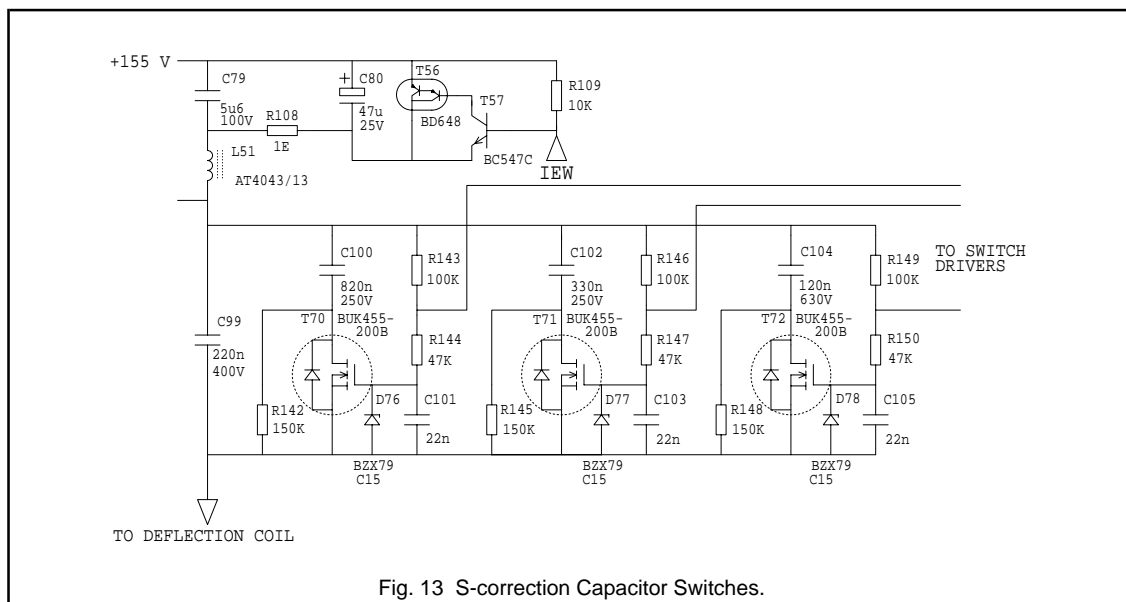 +155 V
C79
5u6
100V
R108
1E
+
C80
47u
25V
T56
BD648
T57
BC547C
R109
10K
IEW
L51
AT4043/13
TO SWITCH
DRIVERS
C99
220n
400V
C100
820n
250V
T70
BUK455-
200B
R142
150K
R143
100K
R144
47K
D76
C101
22n
BZX79
C15
C102
330n
250V
T71
BUK455-
200B
R145
150K
R146
100K
R147
47K
D77
C103
22n
BZX79
C15
C104
120n
630V
T72
BUK455-
200B
R148
150K
R149
100K
R150
47K
D78
C105
22n
BZX79
C15
TO DEFLECTION COIL
Fig. 13 S-correction Capacitor Switches.